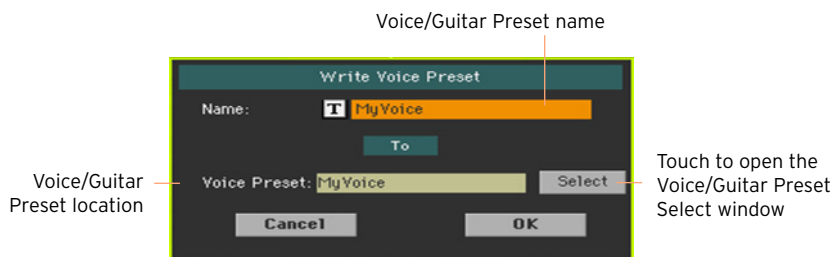 Voice/Guitar Preset name
Write Voice Preset
Name: T MyVoice
To
Voice/Guitar
Preset location
Voice Preset: MyVoice Select
Touch to open the
Voice/Guitar Preset
Select window
Cancel OK